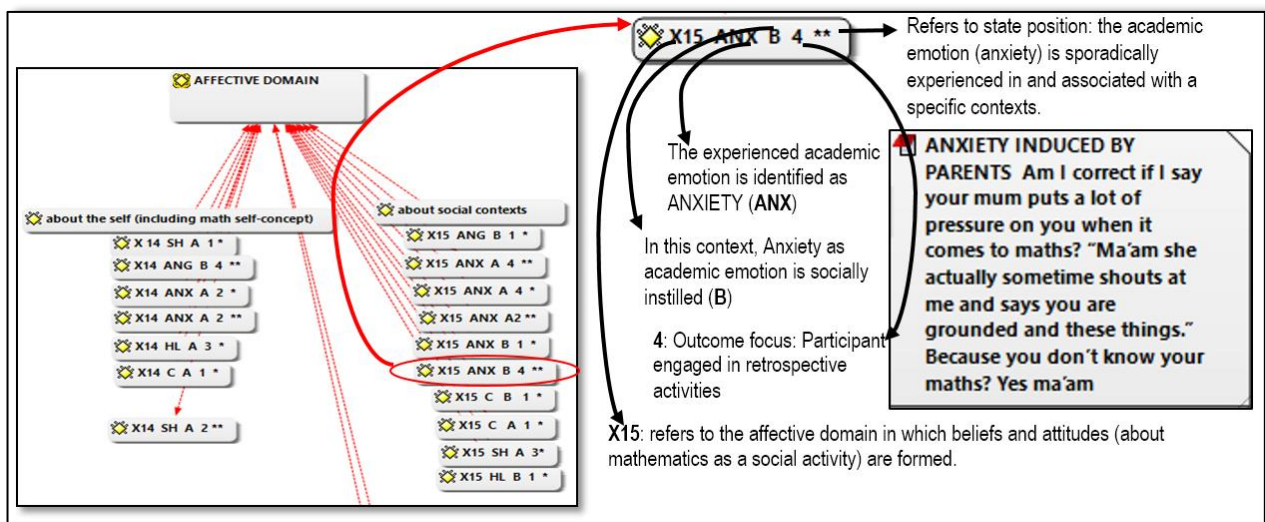 AFFECTIVE DOMAIN
about the self (including math self-concept)
X 14 SH A 1 *
X14 ANG B 4 **
X14 ANX A 2 *
X14 ANX A 2 **
X14 HL A 3 *
X14 C A 1 *
X14 SH A 2 **
about social contexts
X15 ANG B 1 *
X15 ANX A 4 **
X15 ANX A 4 *
X15 ANX A2 **
X15 ANX B 1 *
X15 ANX B 4 **
X15 C B 1 *
X15 C A 1 *
X15 SH A 3*
X15 HL B 1 *
X15 ANX B 4 **
Refers to state position: the academic
emotion (anxiety) is sporadically
experienced in and associated with a
specific contexts.
The experienced academic
emotion is identified as
ANXIETY (ANX)
In this context, Anxiety as
academic emotion is socially
instilled (B)
4: Outcome focus: Participant
engaged in retrospective
activities
X15: refers to the affective domain in which beliefs and attitudes (about
mathematics as a social activity) are formed.
ANXIETY INDUCED BY
PARENTS Am I correct if I say
your mum puts a lot of
pressure on you when it
comes to maths? "Ma'am she
actually sometime shouts at
me and says you are
grounded and these things."
Because you don't know your
maths? Yes ma'am